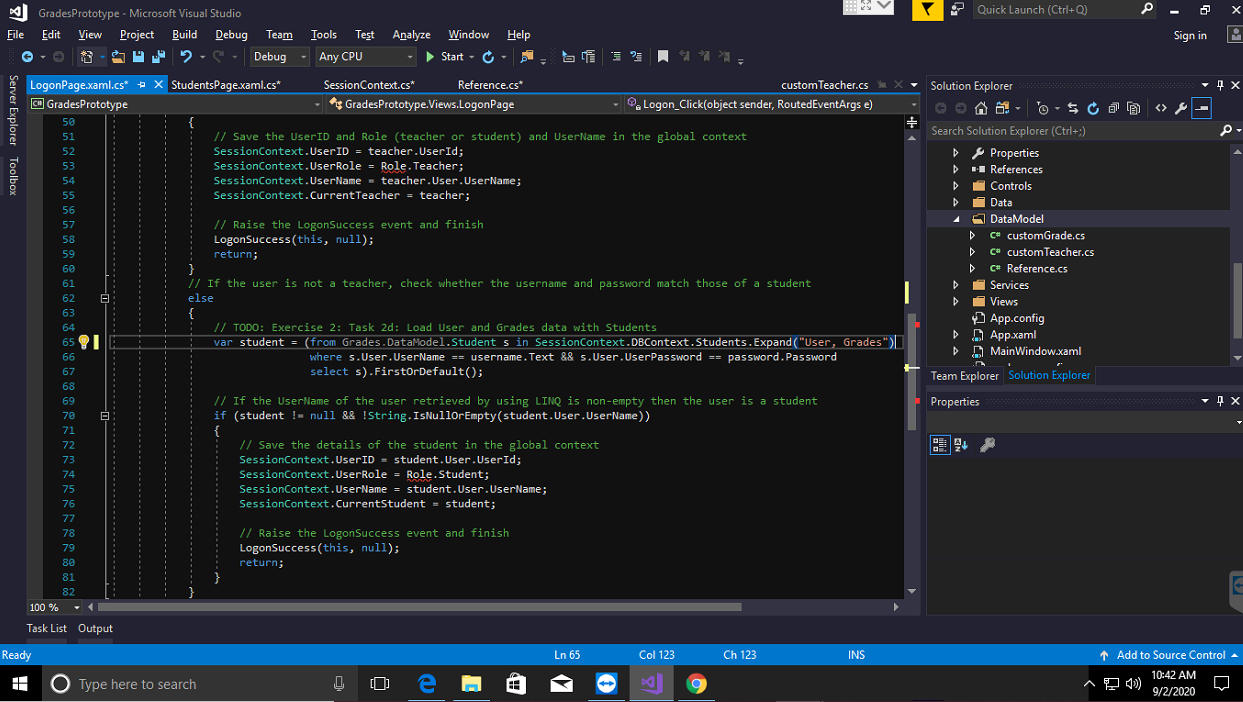 GradesPrototype - Microsoft Visual Studio
Quick Launch (Ctrl+Q)
File Edit View Project Build Debug Team Tools Test Analyze Window Help
Sign in
Debug Any CPU Start
Server Explorer
Toolbox
LogonPage.xaml.cs* StudentsPage.xaml.cs* SessionContext.cs* Reference.cs* customTeacher.cs
GradesPrototype GradesPrototype.Views.LogonPage Logon_Click(object sender, RoutedEventArgs e)
50 {
51 // Save the UserID and Role (teacher or student) and UserName in the global context
52 SessionContext.UserID = teacher.UserId;
53 SessionContext.UserRole = Role.Teacher;
54 SessionContext.UserName = teacher.User.UserName;
55 SessionContext.CurrentTeacher = teacher;
56
57 // Raise the LogonSuccess event and finish
58 LogonSuccess(this, null);
59 return;
60 }
61 // If the user is not a teacher, check whether the username and password match those of a student
62 else
63 {
64 // TODO: Exercise 2: Task 2d: Load User and Grades data with Students
65 var student = (from Grades.DataModel.Student s in SessionContext.DBContext.Students.Expand("User, Grades")
66 where s.User.UserName == username.Text && s.User.UserPassword == password.Password
67 select s).FirstOrDefault();
68
69 // If the UserName of the user retrieved by using LINQ is non-empty then the user is a student
70 if (student != null && !String.IsNullOrEmpty(student.User.UserName))
71 {
72 // Save the details of the student in the global context
73 SessionContext.UserID = student.User.UserId;
74 SessionContext.UserRole = Role.Student;
75 SessionContext.UserName = student.User.UserName;
76 SessionContext.CurrentStudent = student;
77
78 // Raise the LogonSuccess event and finish
79 LogonSuccess(this, null);
80 return;
81 }
82 }
100 %
Solution Explorer
Search Solution Explorer (Ctrl+;)
Properties
References
Controls
Data
DataModel
C# customGrade.cs
C# customTeacher.cs
C# Reference.cs
Services
Views
App.config
App.xaml
MainWindow.xaml
Team Explorer Solution Explorer
Properties
Task List Output
Ready Ln 65 Col 123 Ch 123 INS Add to Source Control
Type here to search
10:42 AM
9/2/2020